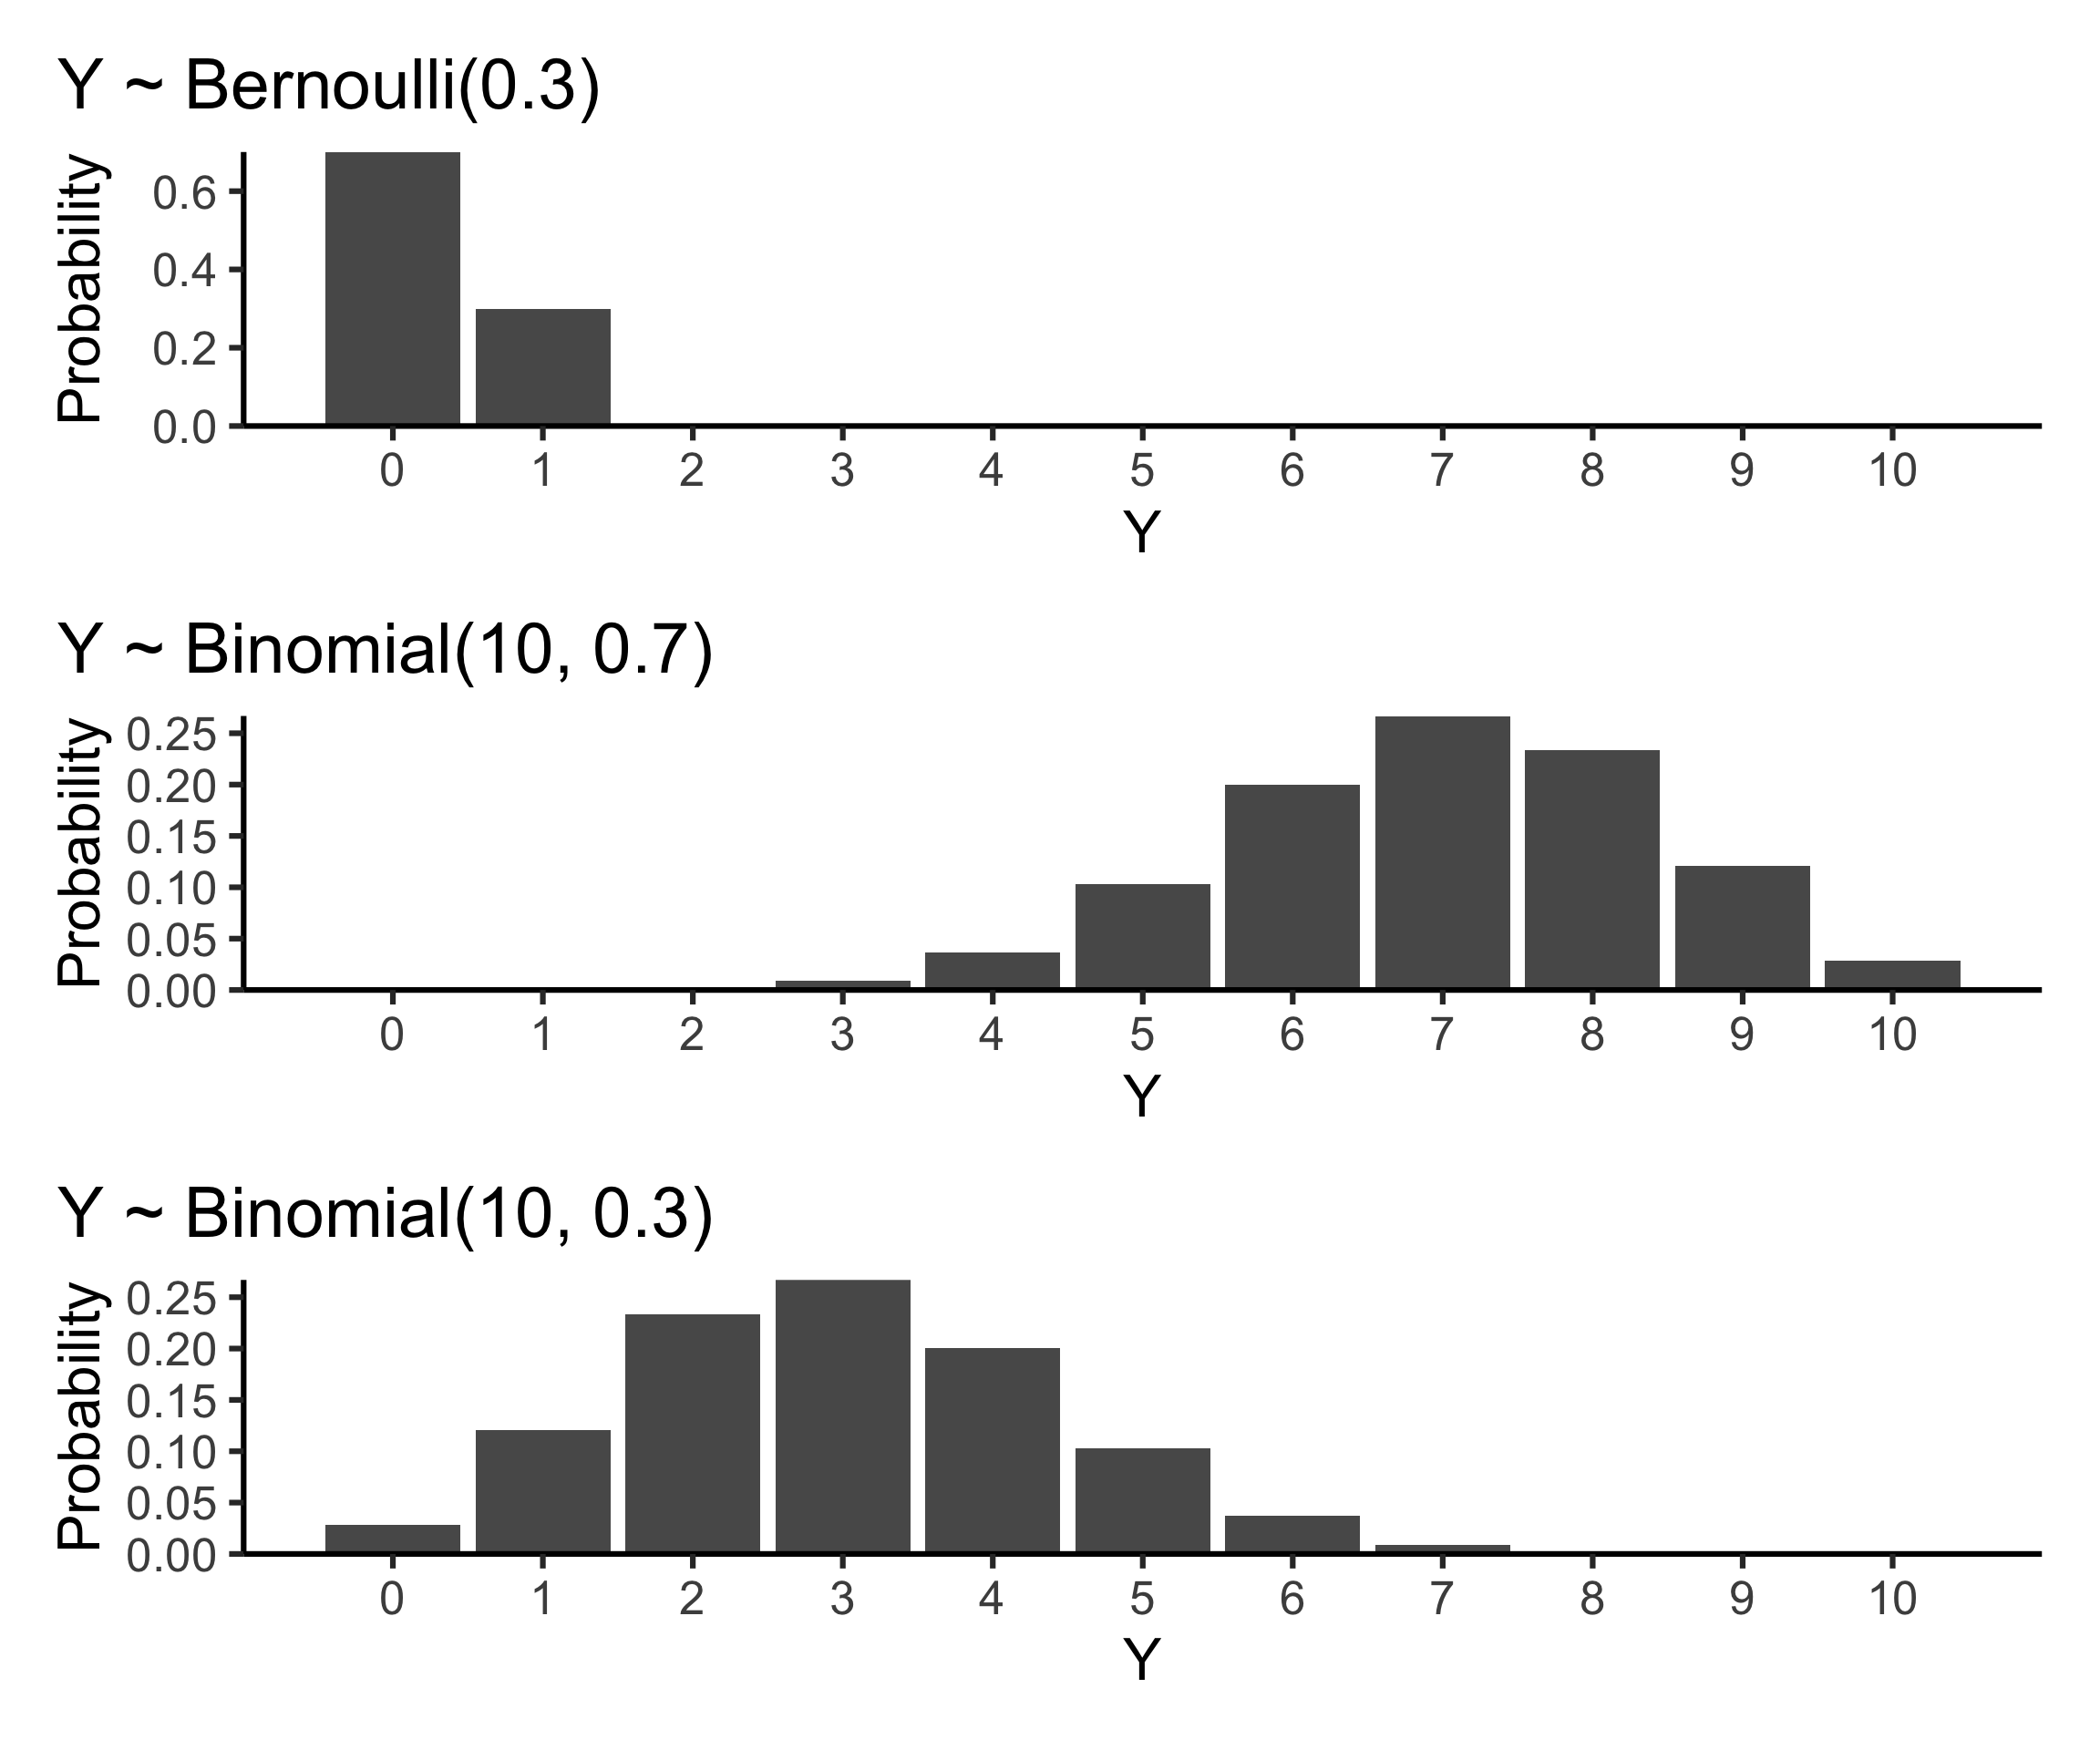 Y ~ Bernoulli(0.3)
Probability
0.6
0.4
0.2
0.0
0 1 2 3 4 5 6 7 8 9 10
Y
Y ~ Binomial(10, 0.7)
Probability
0.25
0.20
0.15
0.10
0.05
0.00
0 1 2 3 4 5 6 7 8 9 10
Y
Y ~ Binomial(10, 0.3)
Probability
0.25
0.20
0.15
0.10
0.05
0.00
0 1 2 3 4 5 6 7 8 9 10
Y